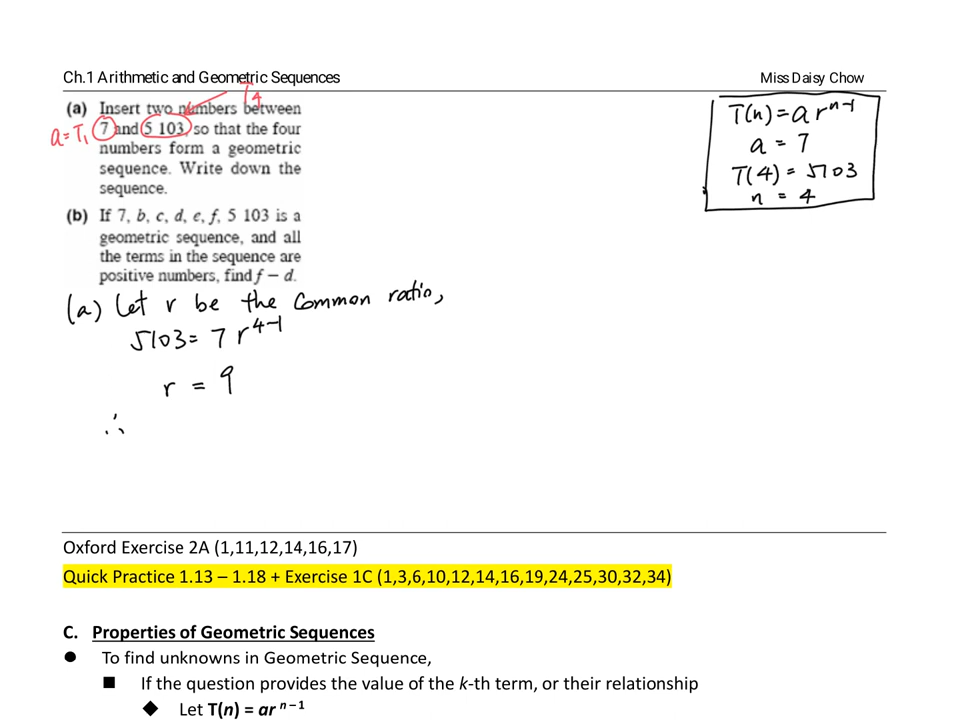 Ch.1 Arithmetic and Geometric Sequences Miss Daisy Chow
T4
(a) Insert two numbers between
a=T1 7 and 5 103, so that the four
numbers form a geometric
sequence. Write down the
sequence.
(b) If 7, b, c, d, e, f, 5 103 is a
geometric sequence, and all
the terms in the sequence are
positive numbers, find f − d.
T(n)=a r^{n-1}
a = 7
T(4) = 5103
n = 4
(a) Let r be the common ratio,
5103 = 7 r^{4-1}
r = 9
∴
Oxford Exercise 2A (1,11,12,14,16,17)
Quick Practice 1.13 – 1.18 + Exercise 1C (1,3,6,10,12,14,16,19,24,25,30,32,34)
C. Properties of Geometric Sequences
● To find unknowns in Geometric Sequence,
■ If the question provides the value of the k-th term, or their relationship
◆ Let T(n) = ar^{n – 1}